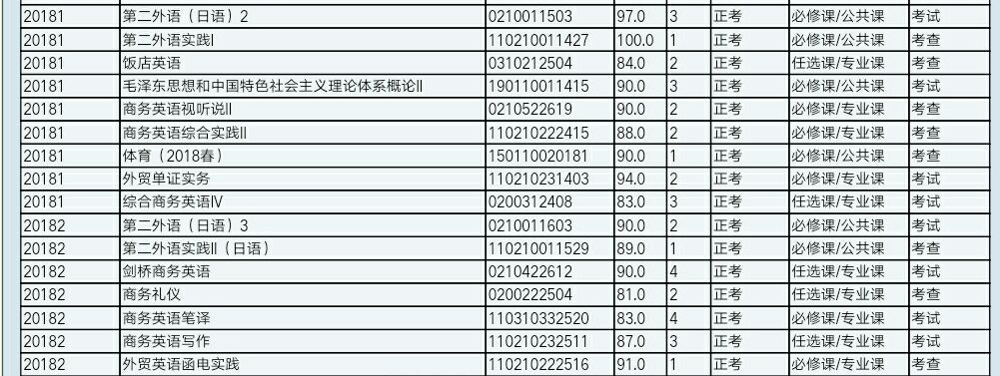 20181 第二外语（日语）2 0210011503 97.0 3 正考 必修课/公共课 考试
20181 第二外语实践I 110210011427 100.0 1 正考 必修课/公共课 考查
20181 饭店英语 0310212504 84.0 2 正考 任选课/专业课 考查
20181 毛泽东思想和中国特色社会主义理论体系概论II 190110011415 90.0 3 正考 必修课/公共课 考试
20181 商务英语视听说II 0210522619 90.0 2 正考 必修课/专业课 考查
20181 商务英语综合实践II 110210222415 88.0 2 正考 必修课/专业课 考查
20181 体育（2018春） 150110020181 90.0 1 正考 必修课/公共课 考查
20181 外贸单证实务 110210231403 94.0 2 正考 必修课/专业课 考试
20181 综合商务英语IV 0200312408 83.0 3 正考 任选课/专业课 考试
20182 第二外语（日语）3 0210011603 90.0 2 正考 必修课/公共课 考试
20182 第二外语实践II（日语） 110210011529 89.0 1 正考 必修课/公共课 考查
20182 剑桥商务英语 0210422612 90.0 4 正考 任选课/专业课 考试
20182 商务礼仪 0200222504 81.0 2 正考 任选课/专业课 考查
20182 商务英语笔译 110310332520 83.0 4 正考 必修课/专业课 考试
20182 商务英语写作 110210232511 87.0 3 正考 任选课/专业课 考试
20182 外贸英语函电实践 110210222516 91.0 1 正考 必修课/专业课 考查